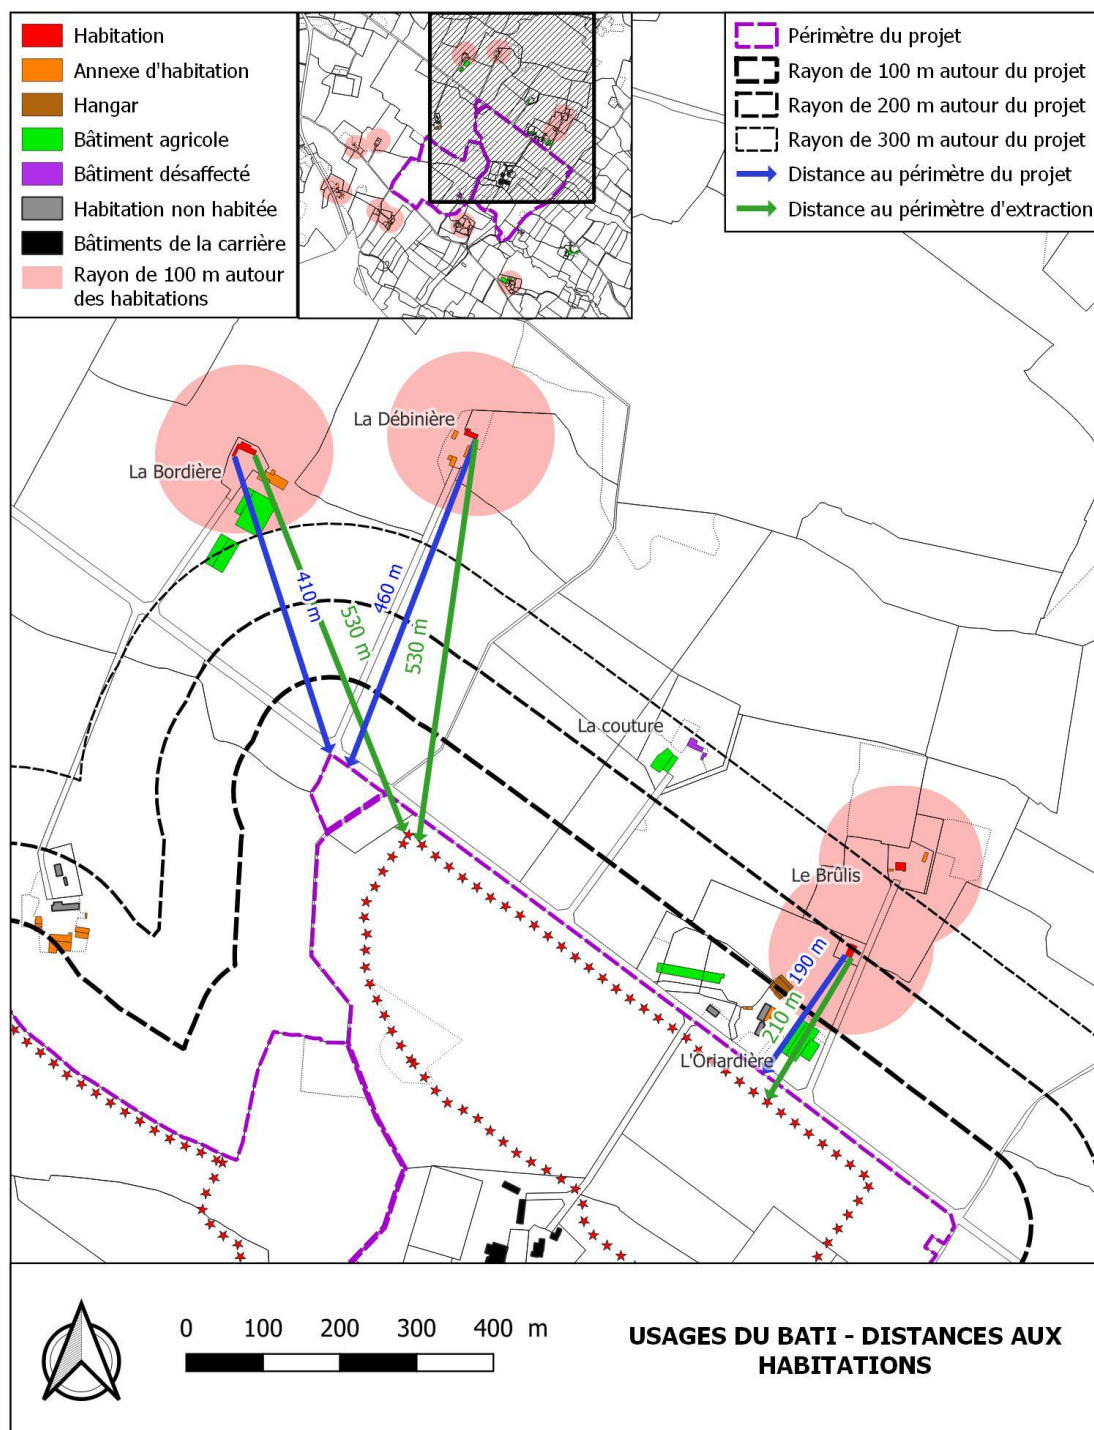 Habitation
Annexe d'habitation
Hangar
Bâtiment agricole
Bâtiment désaffecté
Habitation non habitée
Bâtiments de la carrière
Rayon de 100 m autour
des habitations
Périmètre du projet
Rayon de 100 m autour du projet
Rayon de 200 m autour du projet
Rayon de 300 m autour du projet
Distance au périmètre du projet
Distance au périmètre d'extraction
La Débinière
La Bordière
410 m
530 m
460 m
530 m
La couture
Le Brûlis
190 m
210 m
L'Oriardière
0 100 200 300 400 m
USAGES DU BATI - DISTANCES AUX
HABITATIONS